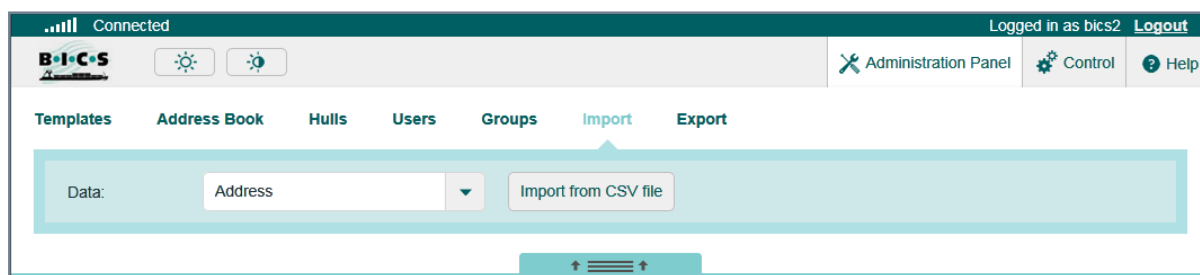 Connected Logged in as bics2 Logout
B•I•C•S Administration Panel Control Help
Templates Address Book Hulls Users Groups Import Export
Data: Address Import from CSV file